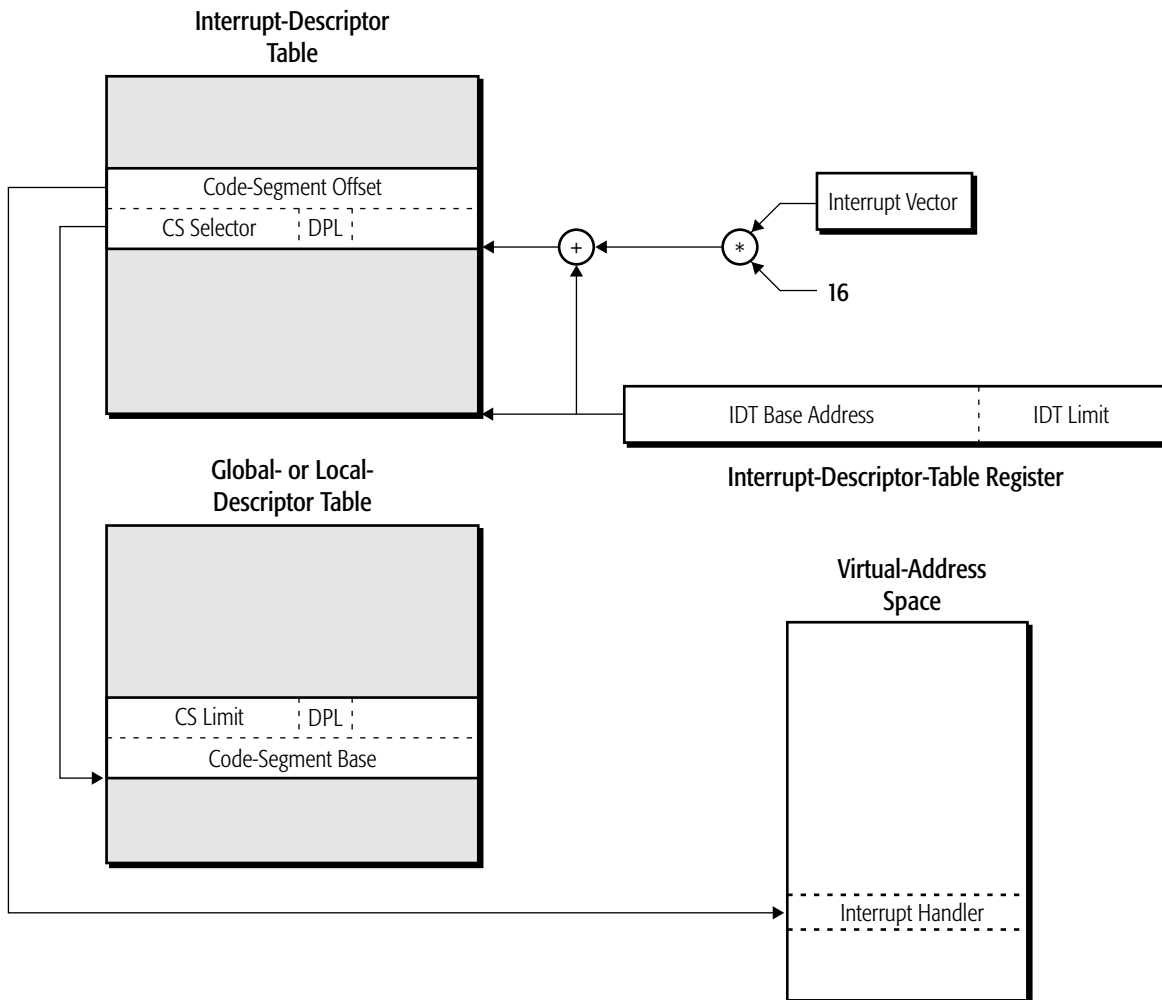 Interrupt-Descriptor
Table
Code-Segment Offset
CS Selector DPL
Interrupt Vector
+
*
16
IDT Base Address IDT Limit
Interrupt-Descriptor-Table Register
Global- or Local-
Descriptor Table
CS Limit DPL
Code-Segment Base
Virtual-Address
Space
Interrupt Handler